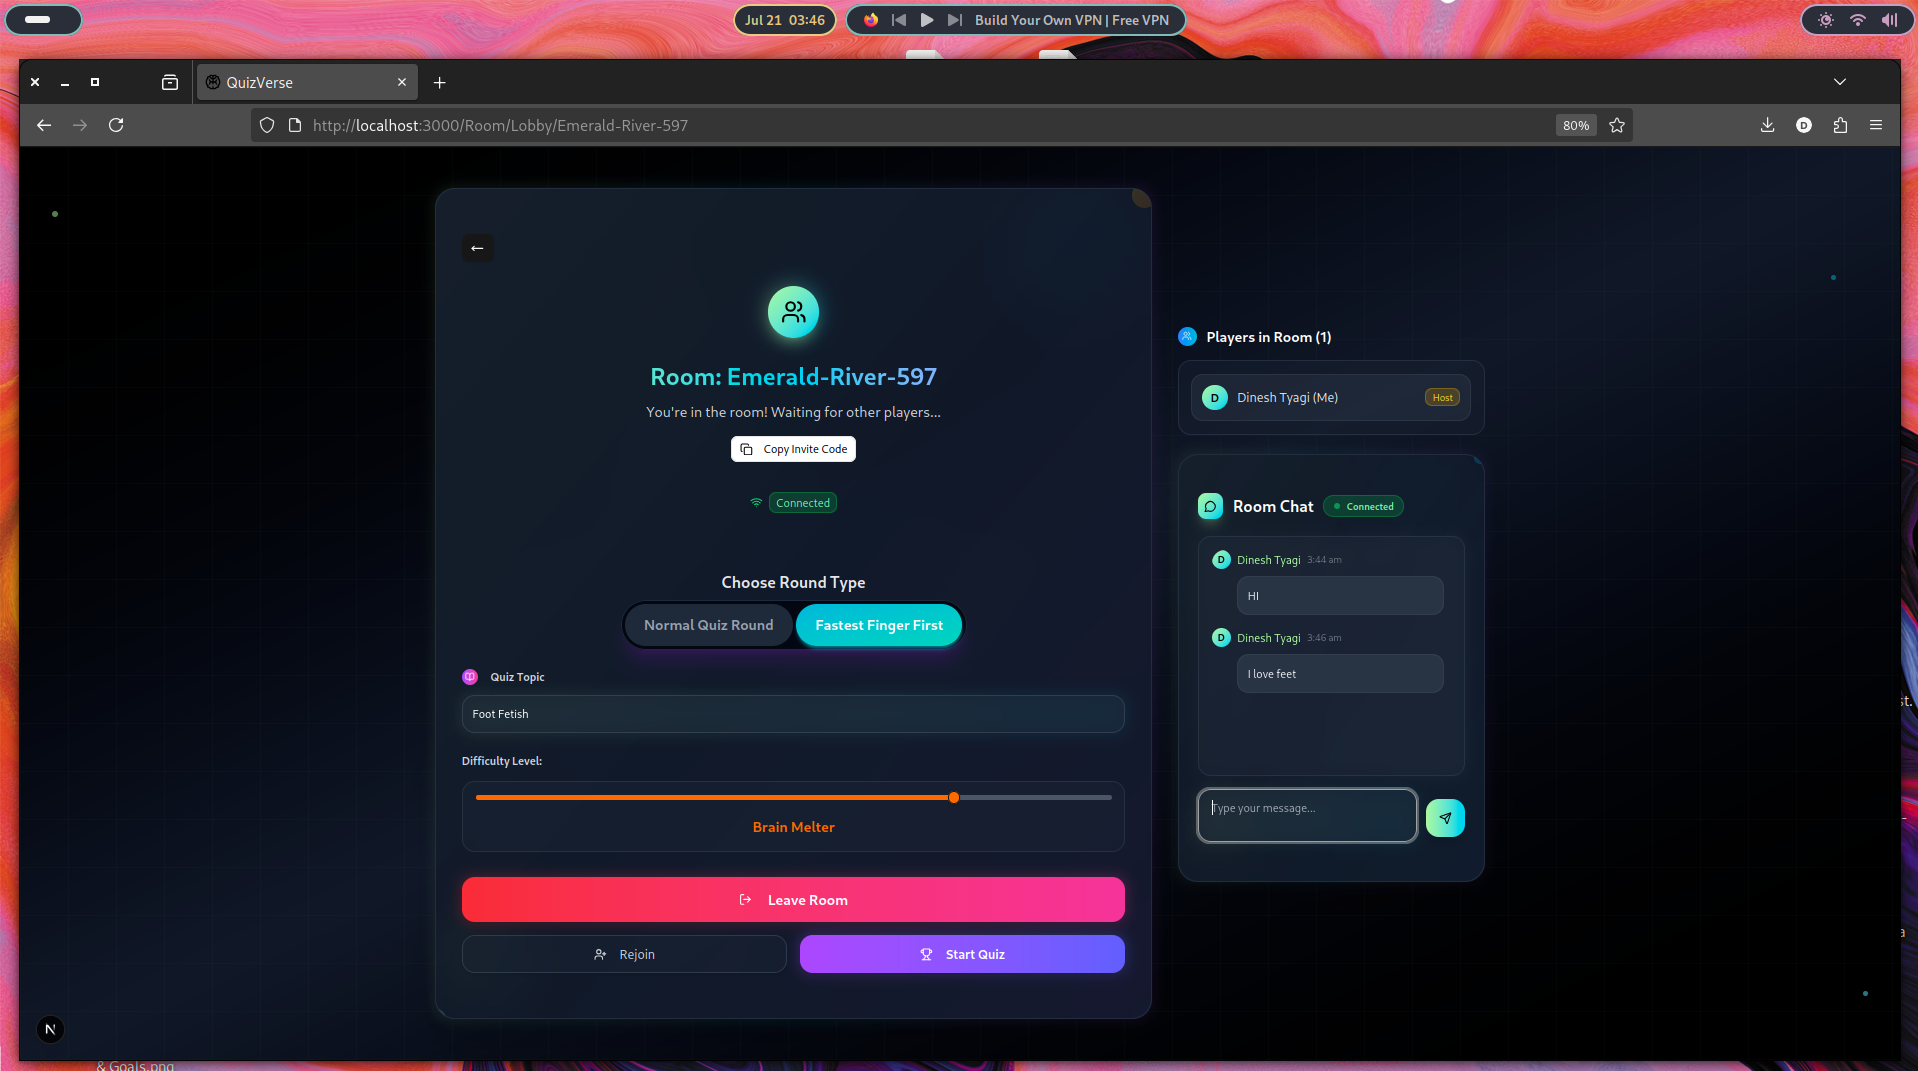 Jul 21 03:46
Build Your Own VPN | Free VPN
QuizVerse
http://localhost:3000/Room/Lobby/Emerald-River-597
80%
D
←
Room: Emerald-River-597
You're in the room! Waiting for other players...
Copy Invite Code
Connected
Choose Round Type
Normal Quiz Round
Fastest Finger First
Quiz Topic
Foot Fetish
Difficulty Level:
Brain Melter
Leave Room
Rejoin
Start Quiz
Players in Room (1)
D
Dinesh Tyagi (Me)
Host
Room Chat
Connected
D
Dinesh Tyagi 3:44 am
HI
D
Dinesh Tyagi 3:46 am
I love feet
Type your message...
N
& Goals.png